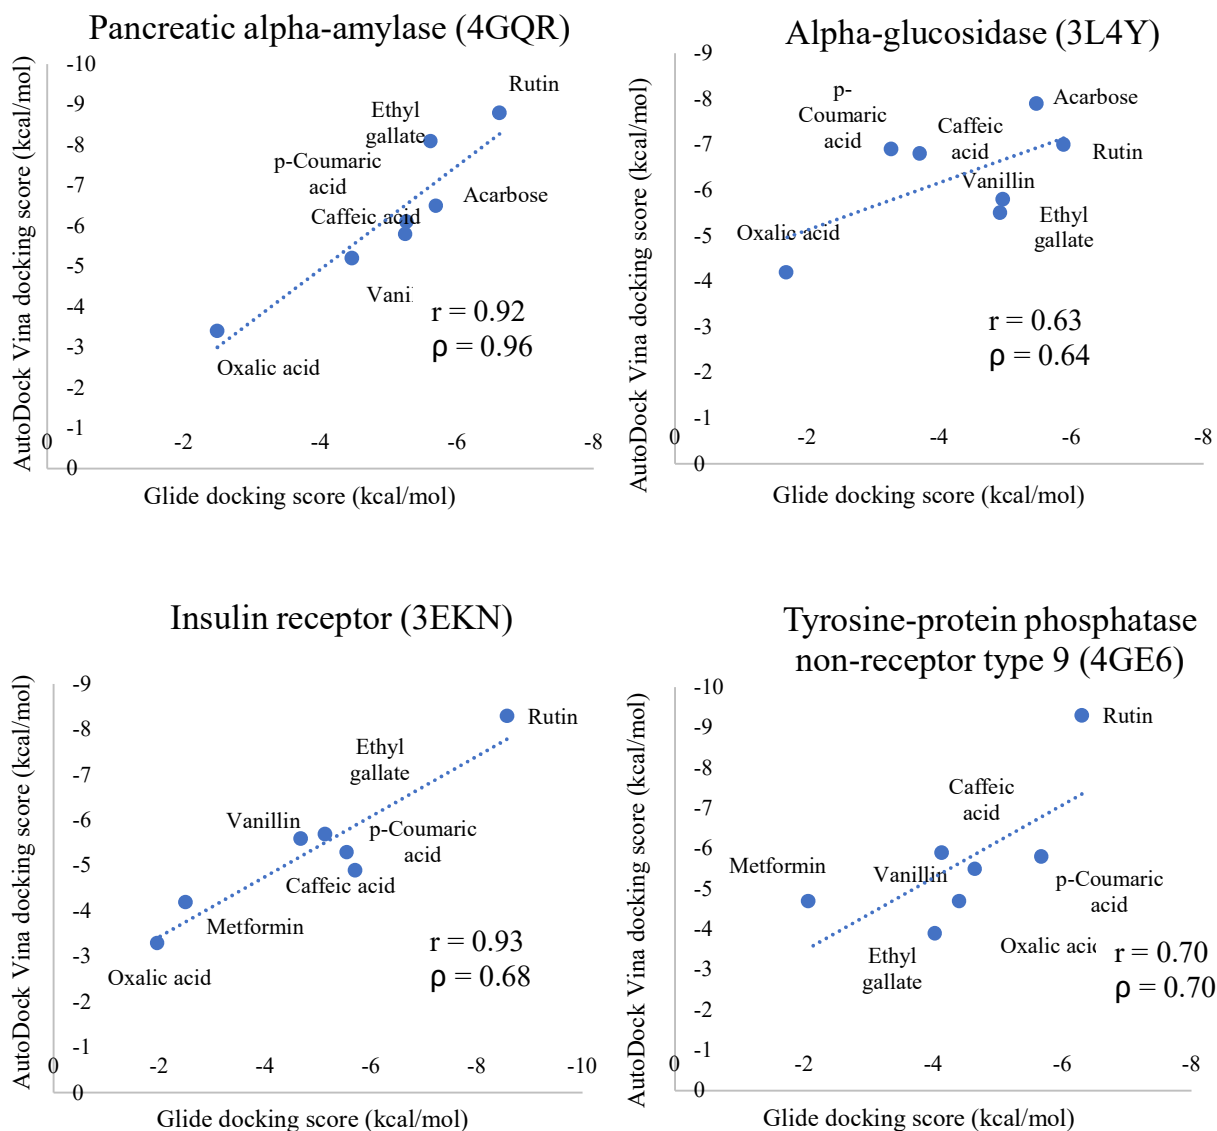 Pancreatic alpha-amylase (4GQR)
AutoDock Vina docking score (kcal/mol)
-10
-9
-8
-7
-6
-5
-4
-3
-2
-1
0
0
-2
-4
-6
-8
Rutin
Ethyl
gallate
p-Coumaric
acid
Acarbose
Caffeic acid
Vani
Oxalic acid
r = 0.92
ρ = 0.96
Glide docking score (kcal/mol)
Alpha-glucosidase (3L4Y)
AutoDock Vina docking score (kcal/mol)
-9
-8
-7
-6
-5
-4
-3
-2
-1
0
0
-2
-4
-6
-8
p-
Coumaric
acid
Acarbose
Caffeic
acid
Rutin
Vanillin
Ethyl
gallate
Oxalic acid
r = 0.63
ρ = 0.64
Glide docking score (kcal/mol)
Insulin receptor (3EKN)
AutoDock Vina docking score (kcal/mol)
-9
-8
-7
-6
-5
-4
-3
-2
-1
0
0
-2
-4
-6
-8
-10
Rutin
Ethyl
gallate
Vanillin
p-Coumaric
acid
Caffeic acid
Metformin
Oxalic acid
r = 0.93
ρ = 0.68
Glide docking score (kcal/mol)
Tyrosine-protein phosphatase
non-receptor type 9 (4GE6)
AutoDock Vina docking score (kcal/mol)
-10
-9
-8
-7
-6
-5
-4
-3
-2
-1
0
0
-2
-4
-6
-8
Rutin
Caffeic
acid
Metformin
Vanillin
p-Coumaric
acid
Ethyl
gallate
Oxalic acid
r = 0.70
ρ = 0.70
Glide docking score (kcal/mol)